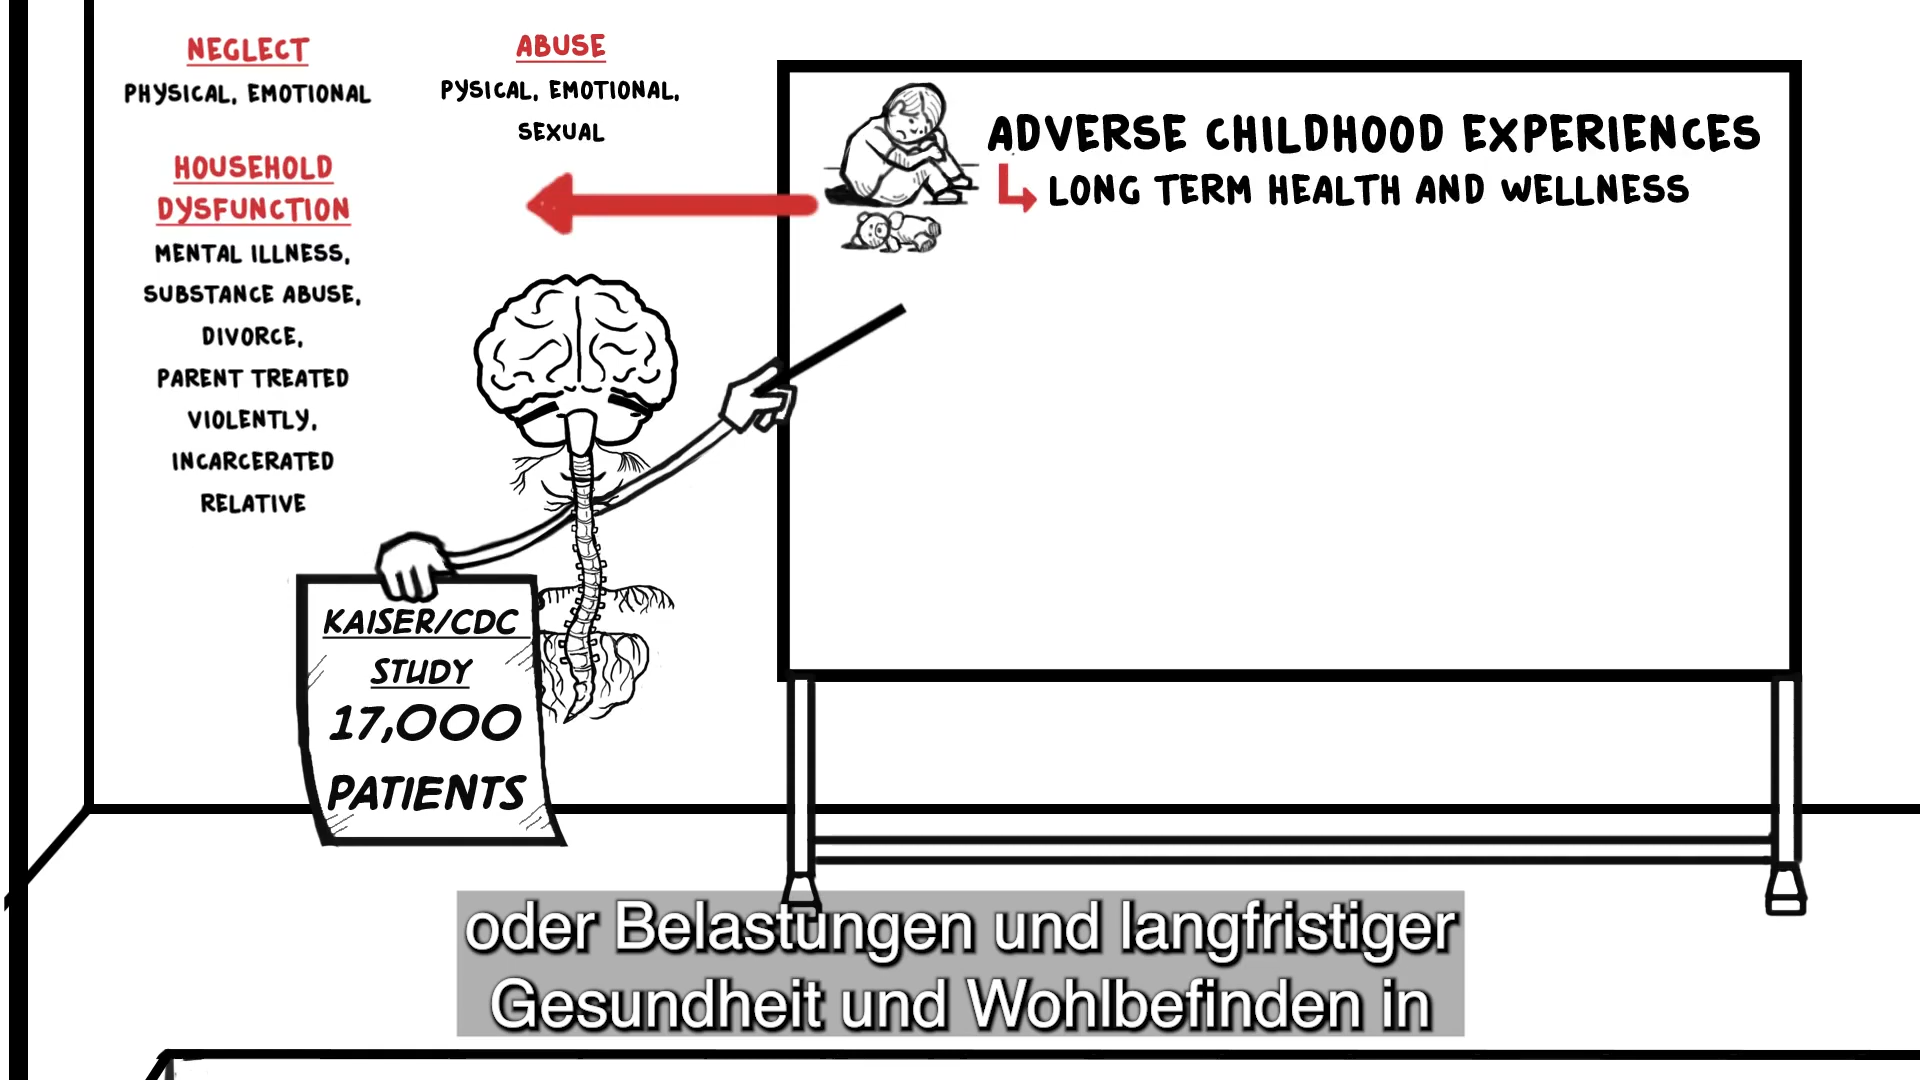 NEGLECT
PHYSICAL, EMOTIONAL
ABUSE
PYSICAL, EMOTIONAL,
SEXUAL
HOUSEHOLD
DYSFUNCTION
MENTAL ILLNESS,
SUBSTANCE ABUSE,
DIVORCE,
PARENT TREATED
VIOLENTLY,
INCARCERATED
RELATIVE
ADVERSE CHILDHOOD EXPERIENCES
LONG TERM HEALTH AND WELLNESS
KAISER/CDC
STUDY
17,000
PATIENTS
oder Belastungen und langfristiger
Gesundheit und Wohlbefinden in